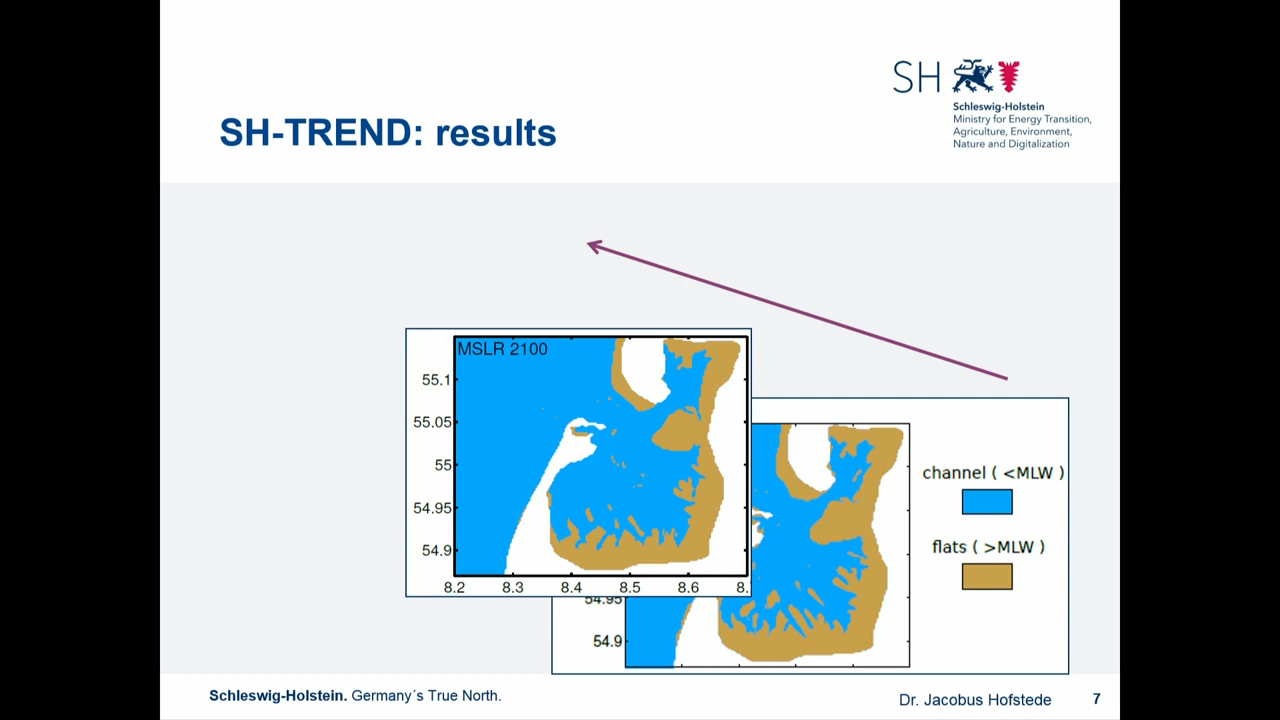 SH
Schleswig-Holstein
Ministry for Energy Transition,
Agriculture, Environment,
Nature and Digitalization
SH-TREND: results
MSLR 2100
55.1
55.05
55
54.95
54.9
8.2 8.3 8.4 8.5 8.6 8.
channel ( <MLW )
flats ( >MLW )
54.95
54.9
Schleswig-Holstein. Germany´s True North.
Dr. Jacobus Hofstede 7